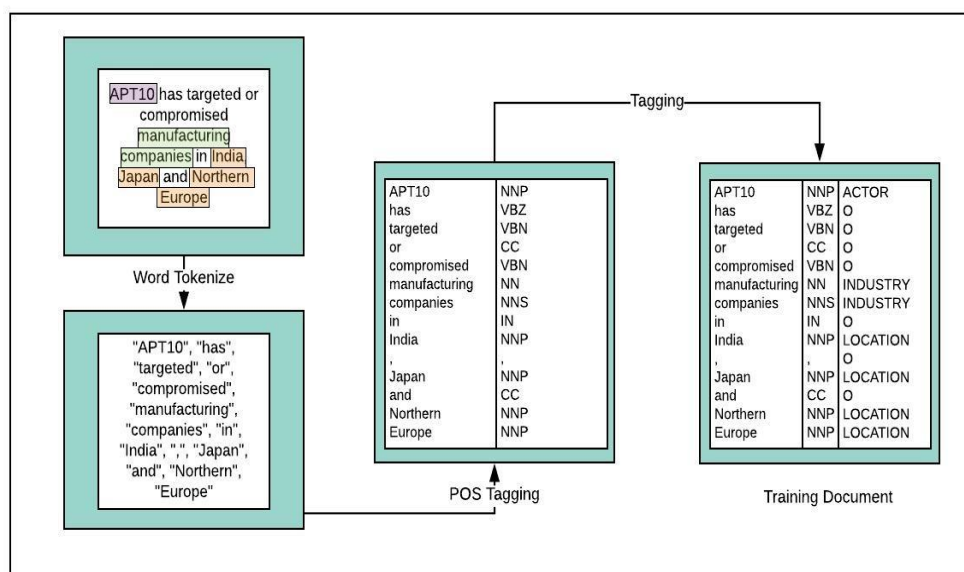 APT10 has targeted or
compromised
manufacturing
companies in India,
Japan and Northern
Europe
Word Tokenize
"APT10", "has",
"targeted", "or",
"compromised",
"manufacturing",
"companies", "in",
"India", ",", "Japan",
"and", "Northern",
"Europe"
POS Tagging
APT10 NNP
has VBZ
targeted VBN
or CC
compromised VBN
manufacturing NN
companies NNS
in IN
India NNP
, ,
Japan NNP
and CC
Northern NNP
Europe NNP
Tagging
APT10 NNP ACTOR
has VBZ O
targeted VBN O
or CC O
compromised VBN O
manufacturing NN INDUSTRY
companies NNS INDUSTRY
in IN O
India NNP LOCATION
, , O
Japan NNP LOCATION
and CC O
Northern NNP LOCATION
Europe NNP LOCATION
Training Document